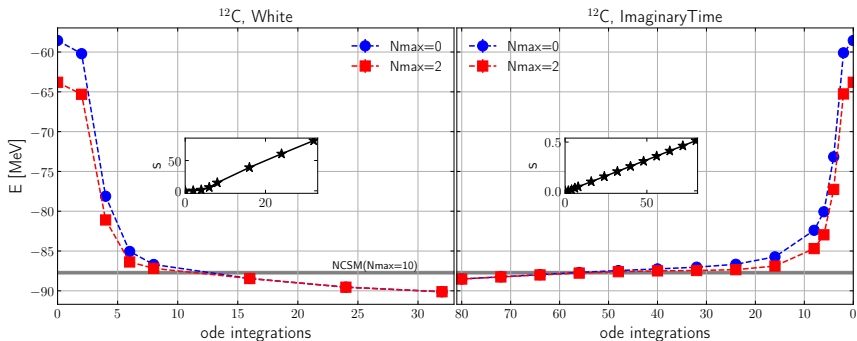 ¹²C, White
¹²C, ImaginaryTime
E [MeV]
−60
−65
−70
−75
−80
−85
−90
Nmax=0
Nmax=2
s
50
0
20
NCSM(Nmax=10)
0 5 10 15 20 25 30
ode integrations
Nmax=0
Nmax=2
s
0.5
0.0
50
80 70 60 50 40 30 20 10 0
ode integrations